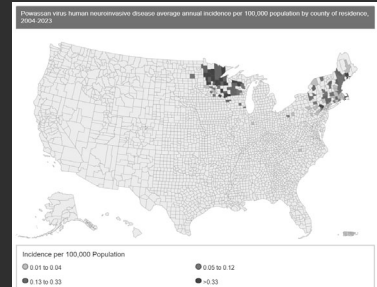 Powassan virus human neuroinvasive disease average annual incidence per 100,000 population by county of residence,
2004-2023
Incidence per 100,000 Population
0.01 to 0.04
0.05 to 0.12
0.13 to 0.33
>0.33